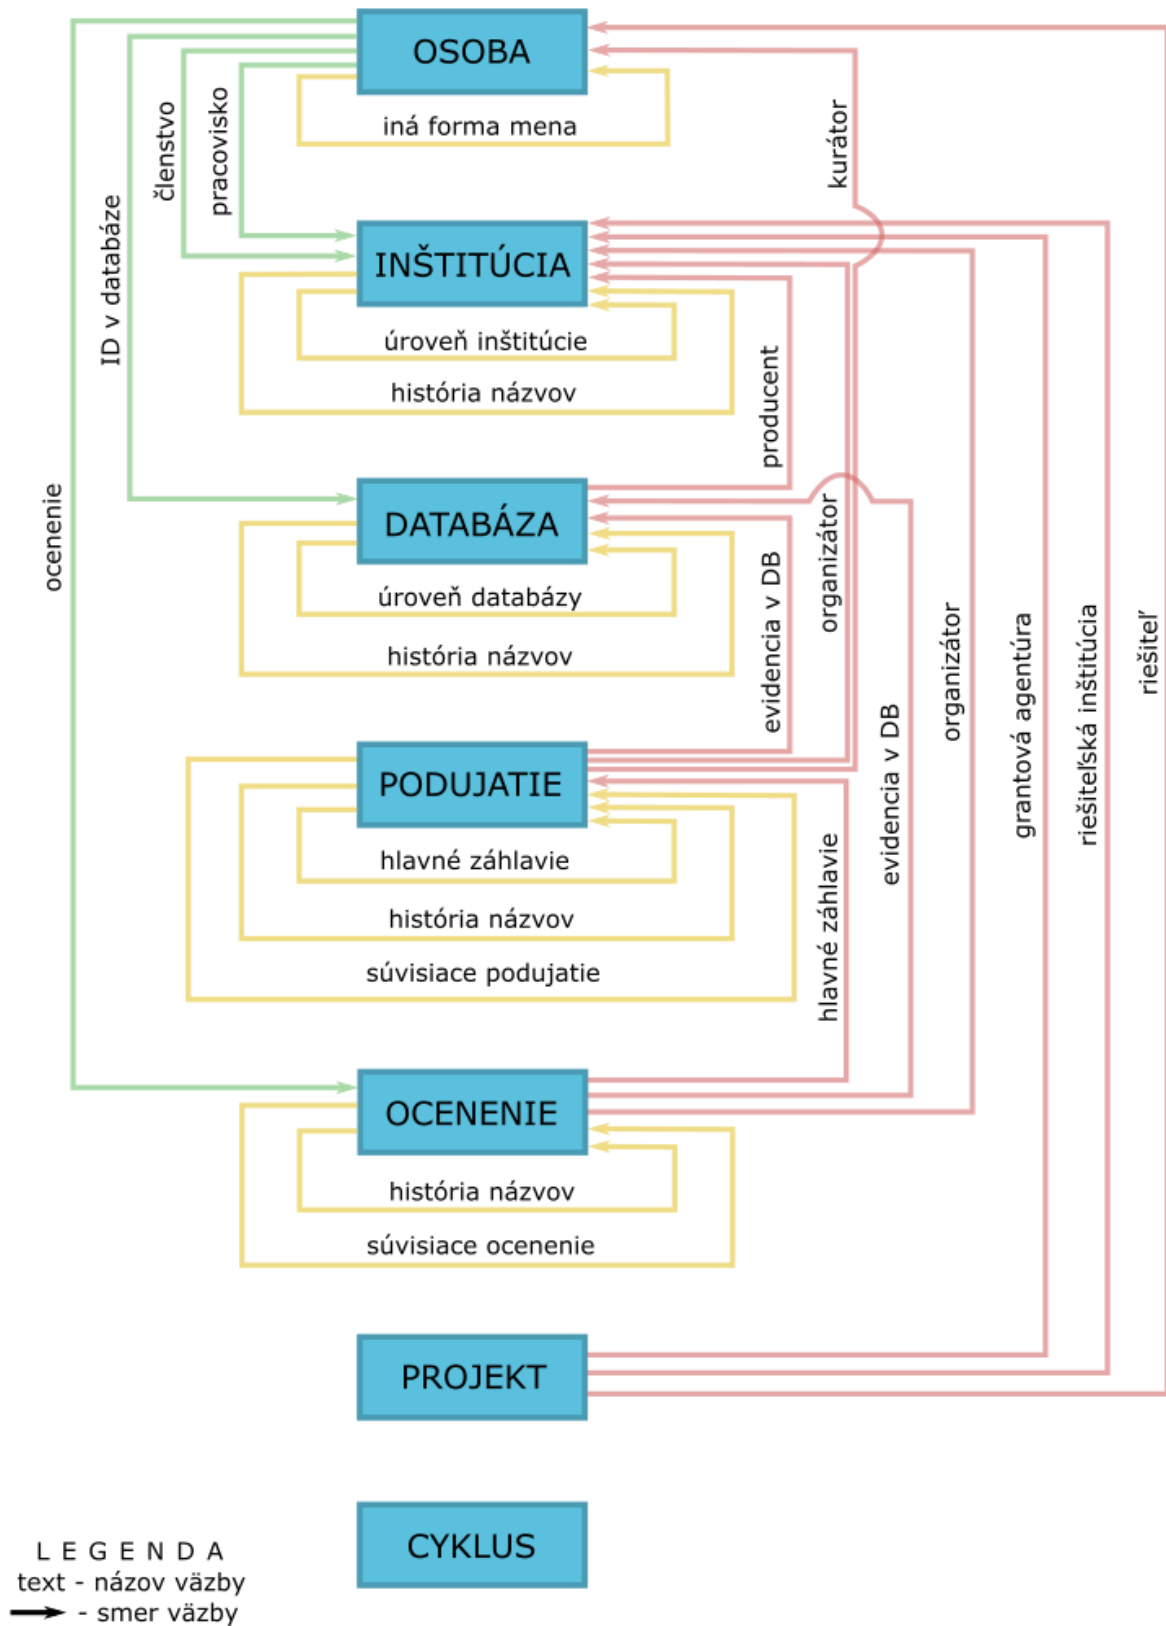 OSOBA
iná forma mena
členstvo
pracovisko
ID v databáze
ocenenie
kurátor
INŠTITÚCIA
úroveň inštitúcie
história názvov
producent
DATABÁZA
úroveň databázy
história názvov
evidencia v DB
organizátor
evidencia v DB
organizátor
grantová agentúra
riešiteľská inštitúcia
riešiteľ
PODUJATIE
hlavné záhlavie
história názvov
súvisiace podujatie
hlavné záhlavie
OCENENIE
história názvov
súvisiace ocenenie
PROJEKT
CYKLUS
L E G E N D A
text - názov väzby
- smer väzby